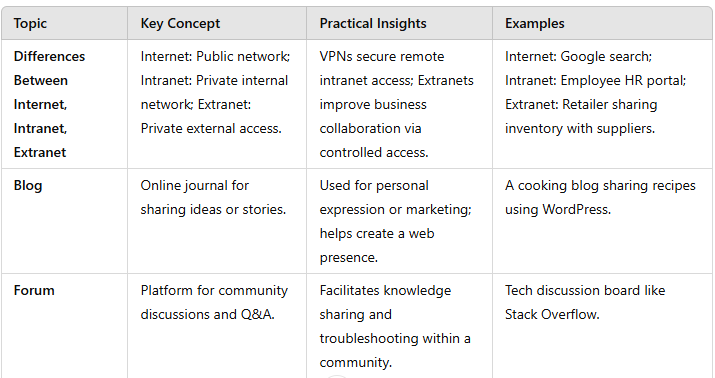 Topic Key Concept Practical Insights Examples
Differences
Between
Internet,
Intranet,
Extranet
Internet: Public network;
Intranet: Private internal
network; Extranet:
Private external access.
VPNs secure remote
intranet access; Extranets
improve business
collaboration via
controlled access.
Internet: Google search;
Intranet: Employee HR portal;
Extranet: Retailer sharing
inventory with suppliers.
Blog
Online journal for
sharing ideas or stories.
Used for personal
expression or marketing;
helps create a web
presence.
A cooking blog sharing recipes
using WordPress.
Forum
Platform for community
discussions and Q&A.
Facilitates knowledge
sharing and
troubleshooting within a
community.
Tech discussion board like
Stack Overflow.